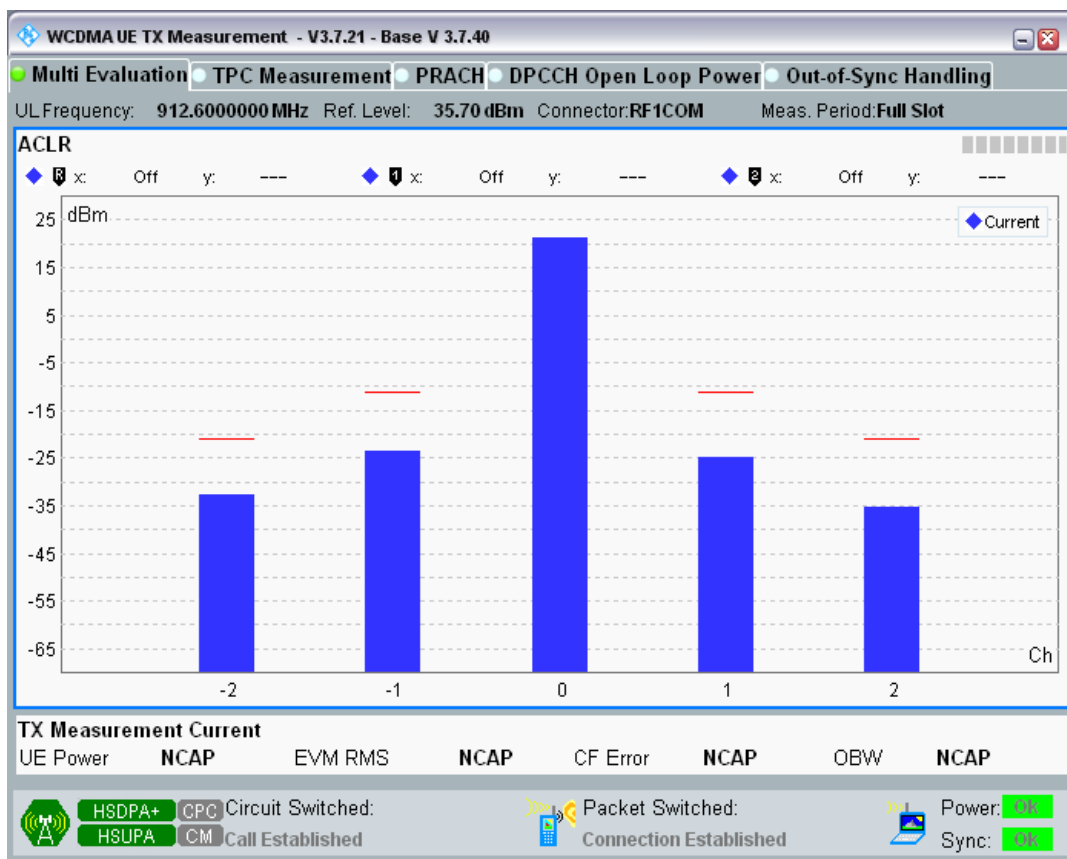 WCDMA UE TX Measurement - V3.7.21 - Base V 3.7.40
Multi Evaluation TPC Measurement PRACH DPCCH Open Loop Power Out-of-Sync Handling
UL Frequency: 912.6000000 MHz Ref. Level: 35.70 dBm Connector:RF1COM Meas. Period:Full Slot
ACLR
R x: Off y: --- 1 x: Off y: --- 2 x: Off y: ---
dBm
Current
25
15
5
-5
-15
-25
-35
-45
-55
-65
Ch
-2 -1 0 1 2
TX Measurement Current
UE Power NCAP EVM RMS NCAP CF Error NCAP OBW NCAP
HSDPA+ CPC Circuit Switched: Packet Switched: Power: Ok
HSUPA CM Call Established Connection Established Sync: Ok